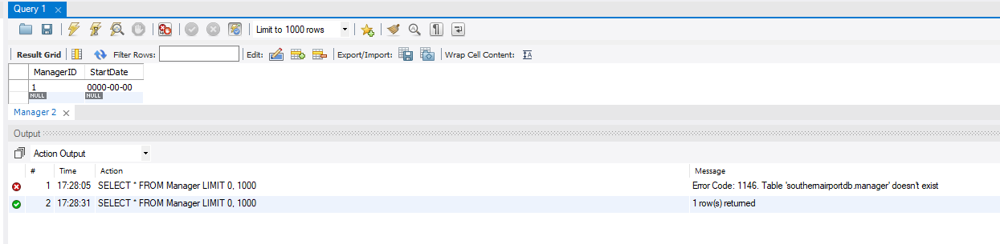 Query 1
Limit to 1000 rows
Result Grid Filter Rows: Edit: Export/Import: Wrap Cell Content:
ManagerID StartDate
1 0000-00-00
NULL NULL
Manager 2
Output
Action Output
# Time Action Message
1 17:28:05 SELECT * FROM Manager LIMIT 0, 1000 Error Code: 1146. Table 'southernairportdb.manager' doesn't exist
2 17:28:31 SELECT * FROM Manager LIMIT 0, 1000 1 row(s) returned